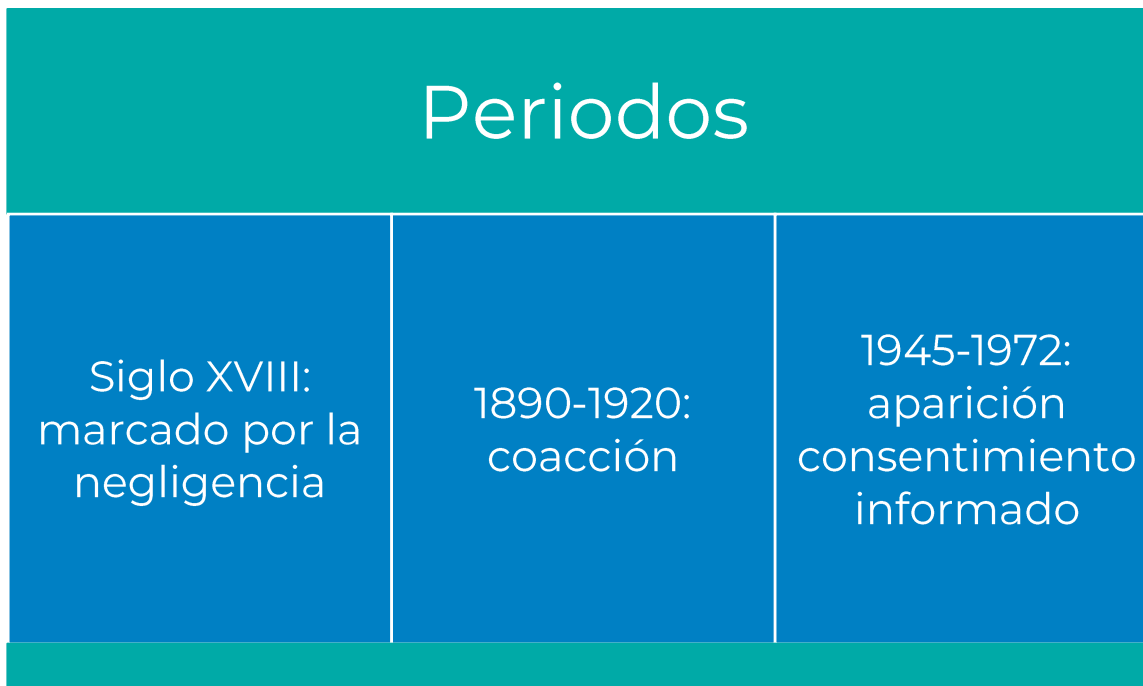 Periodos
Siglo XVIII:
marcado por la
negligencia
1890-1920:
coacción
1945-1972:
aparición
consentimiento
informado